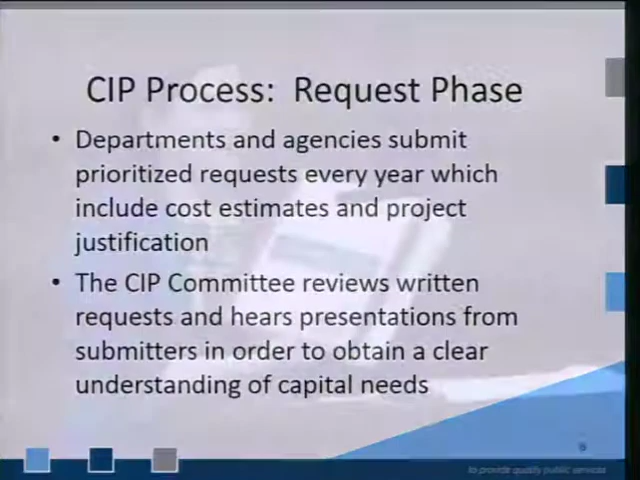 CIP Process: Request Phase
• Departments and agencies submit
prioritized requests every year which
include cost estimates and project
justification
• The CIP Committee reviews written
requests and hears presentations from
submitters in order to obtain a clear
understanding of capital needs
to provide quality public services